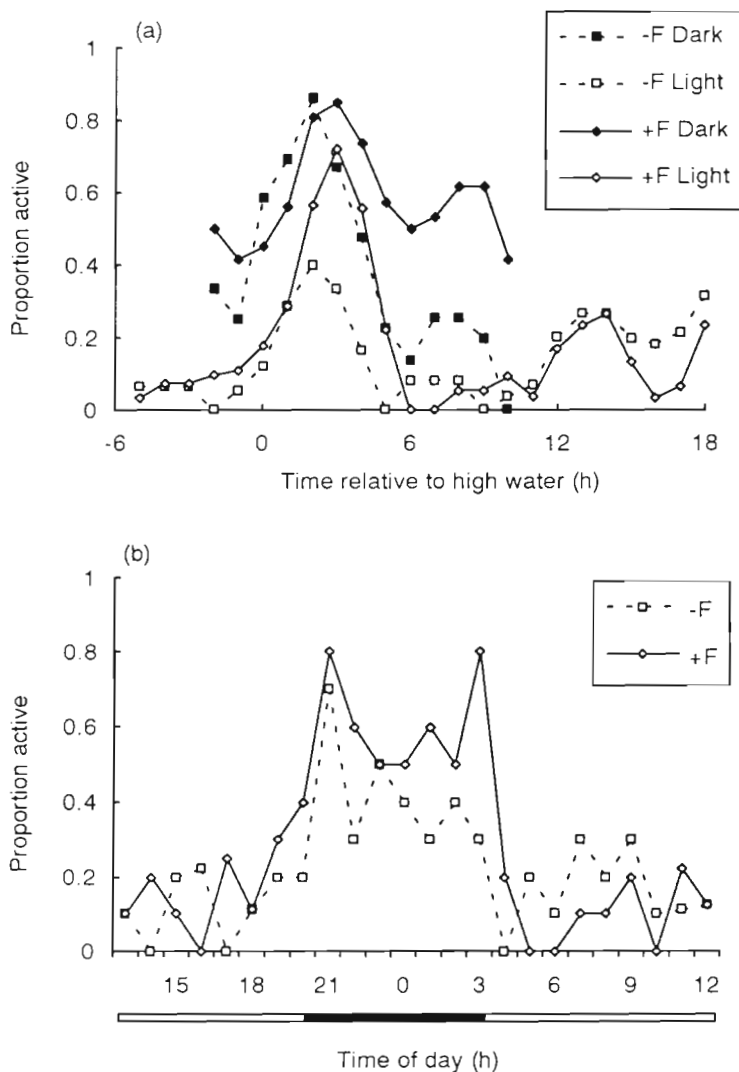 (a)
-F Dark
-F Light
+F Dark
+F Light
1
0.8
0.6
0.4
0.2
0
Proportion active
-6 0 6 12 18
Time relative to high water (h)
(b)
-F
+F
1
0.8
0.6
0.4
0.2
0
Proportion active
15 18 21 0 3 6 9 12
Time of day (h)